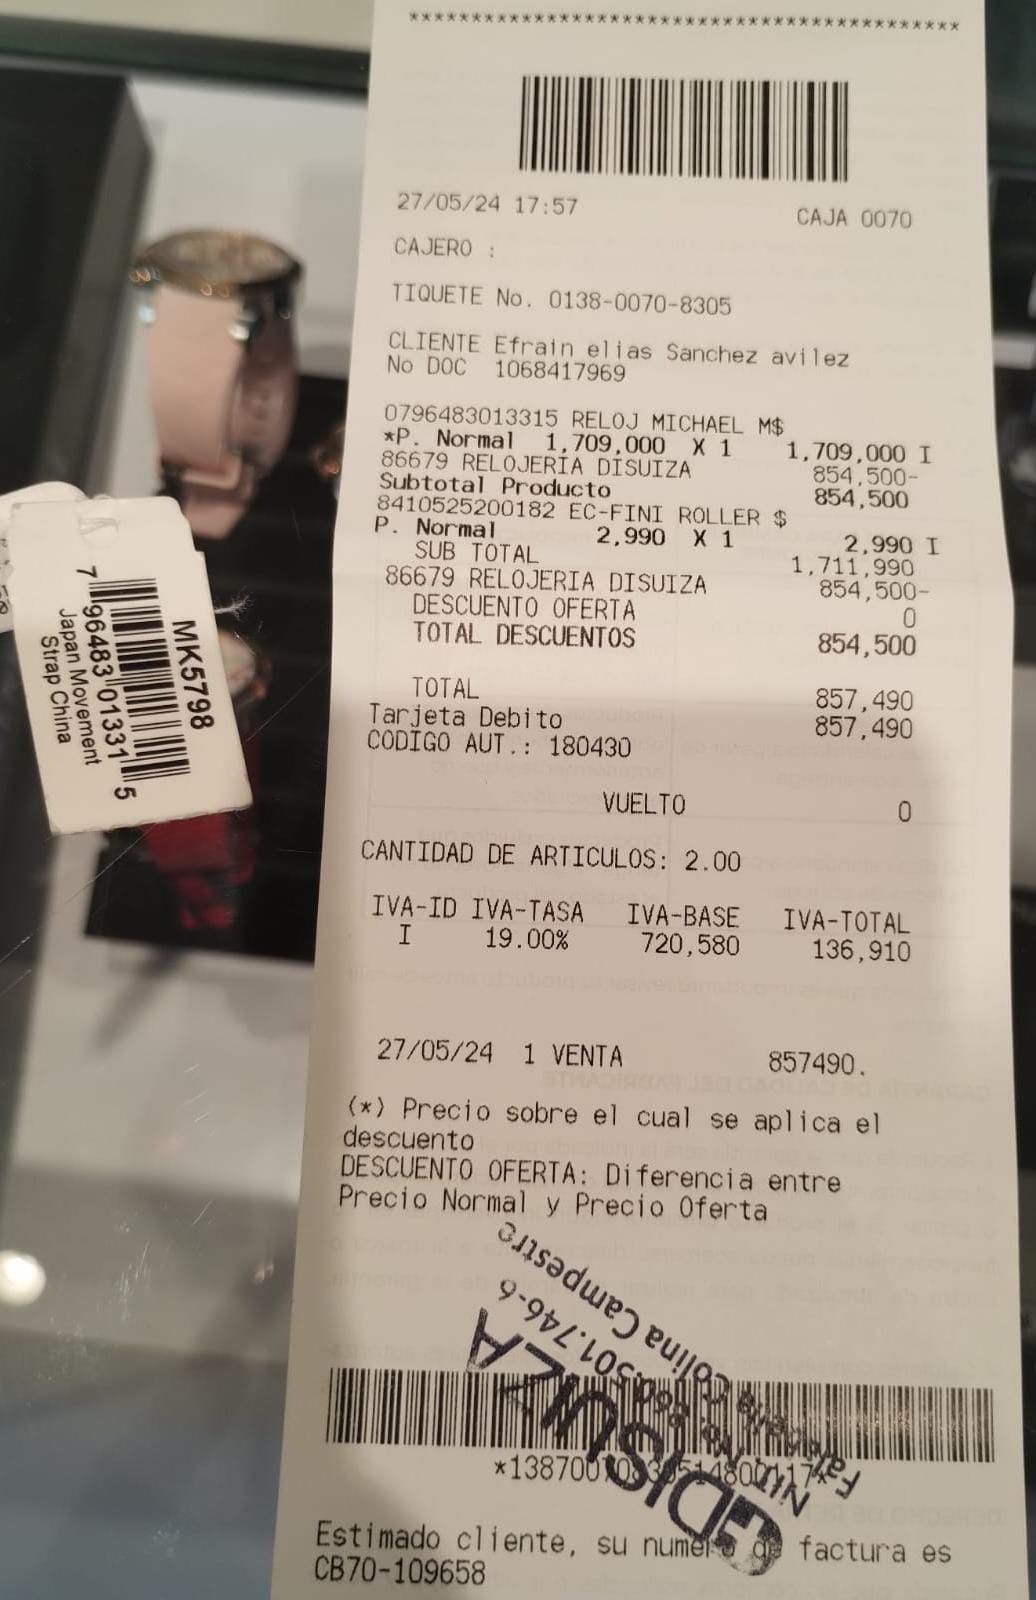 ******************************************
27/05/24 17:57 CAJA 0070
CAJERO :
TIQUETE No. 0138-0070-8305
CLIENTE Efrain elias Sanchez avilez
No DOC 1068417969
0796483013315 RELOJ MICHAEL M$
*P. Normal 1,709,000 X 1 1,709,000 I
86679 RELOJERIA DISUIZA 854,500-
Subtotal Producto 854,500
8410525200182 EC-FINI ROLLER $
P. Normal 2,990 X 1 2,990 I
SUB TOTAL 1,711,990
86679 RELOJERIA DISUIZA 854,500-
DESCUENTO OFERTA 0
TOTAL DESCUENTOS 854,500
TOTAL 857,490
Tarjeta Debito 857,490
CODIGO AUT.: 180430
VUELTO 0
CANTIDAD DE ARTICULOS: 2.00
IVA-ID IVA-TASA IVA-BASE IVA-TOTAL
I 19.00% 720,580 136,910
27/05/24 1 VENTA 857490.
(*) Precio sobre el cual se aplica el
descuento
DESCUENTO OFERTA: Diferencia entre
Precio Normal y Precio Oferta
DISUIZA
Colina Campestre
Estimado cliente, su numero de factura es
CB70-109658
MK5798
7 96483 01331 5
Japan Movement
Strap China